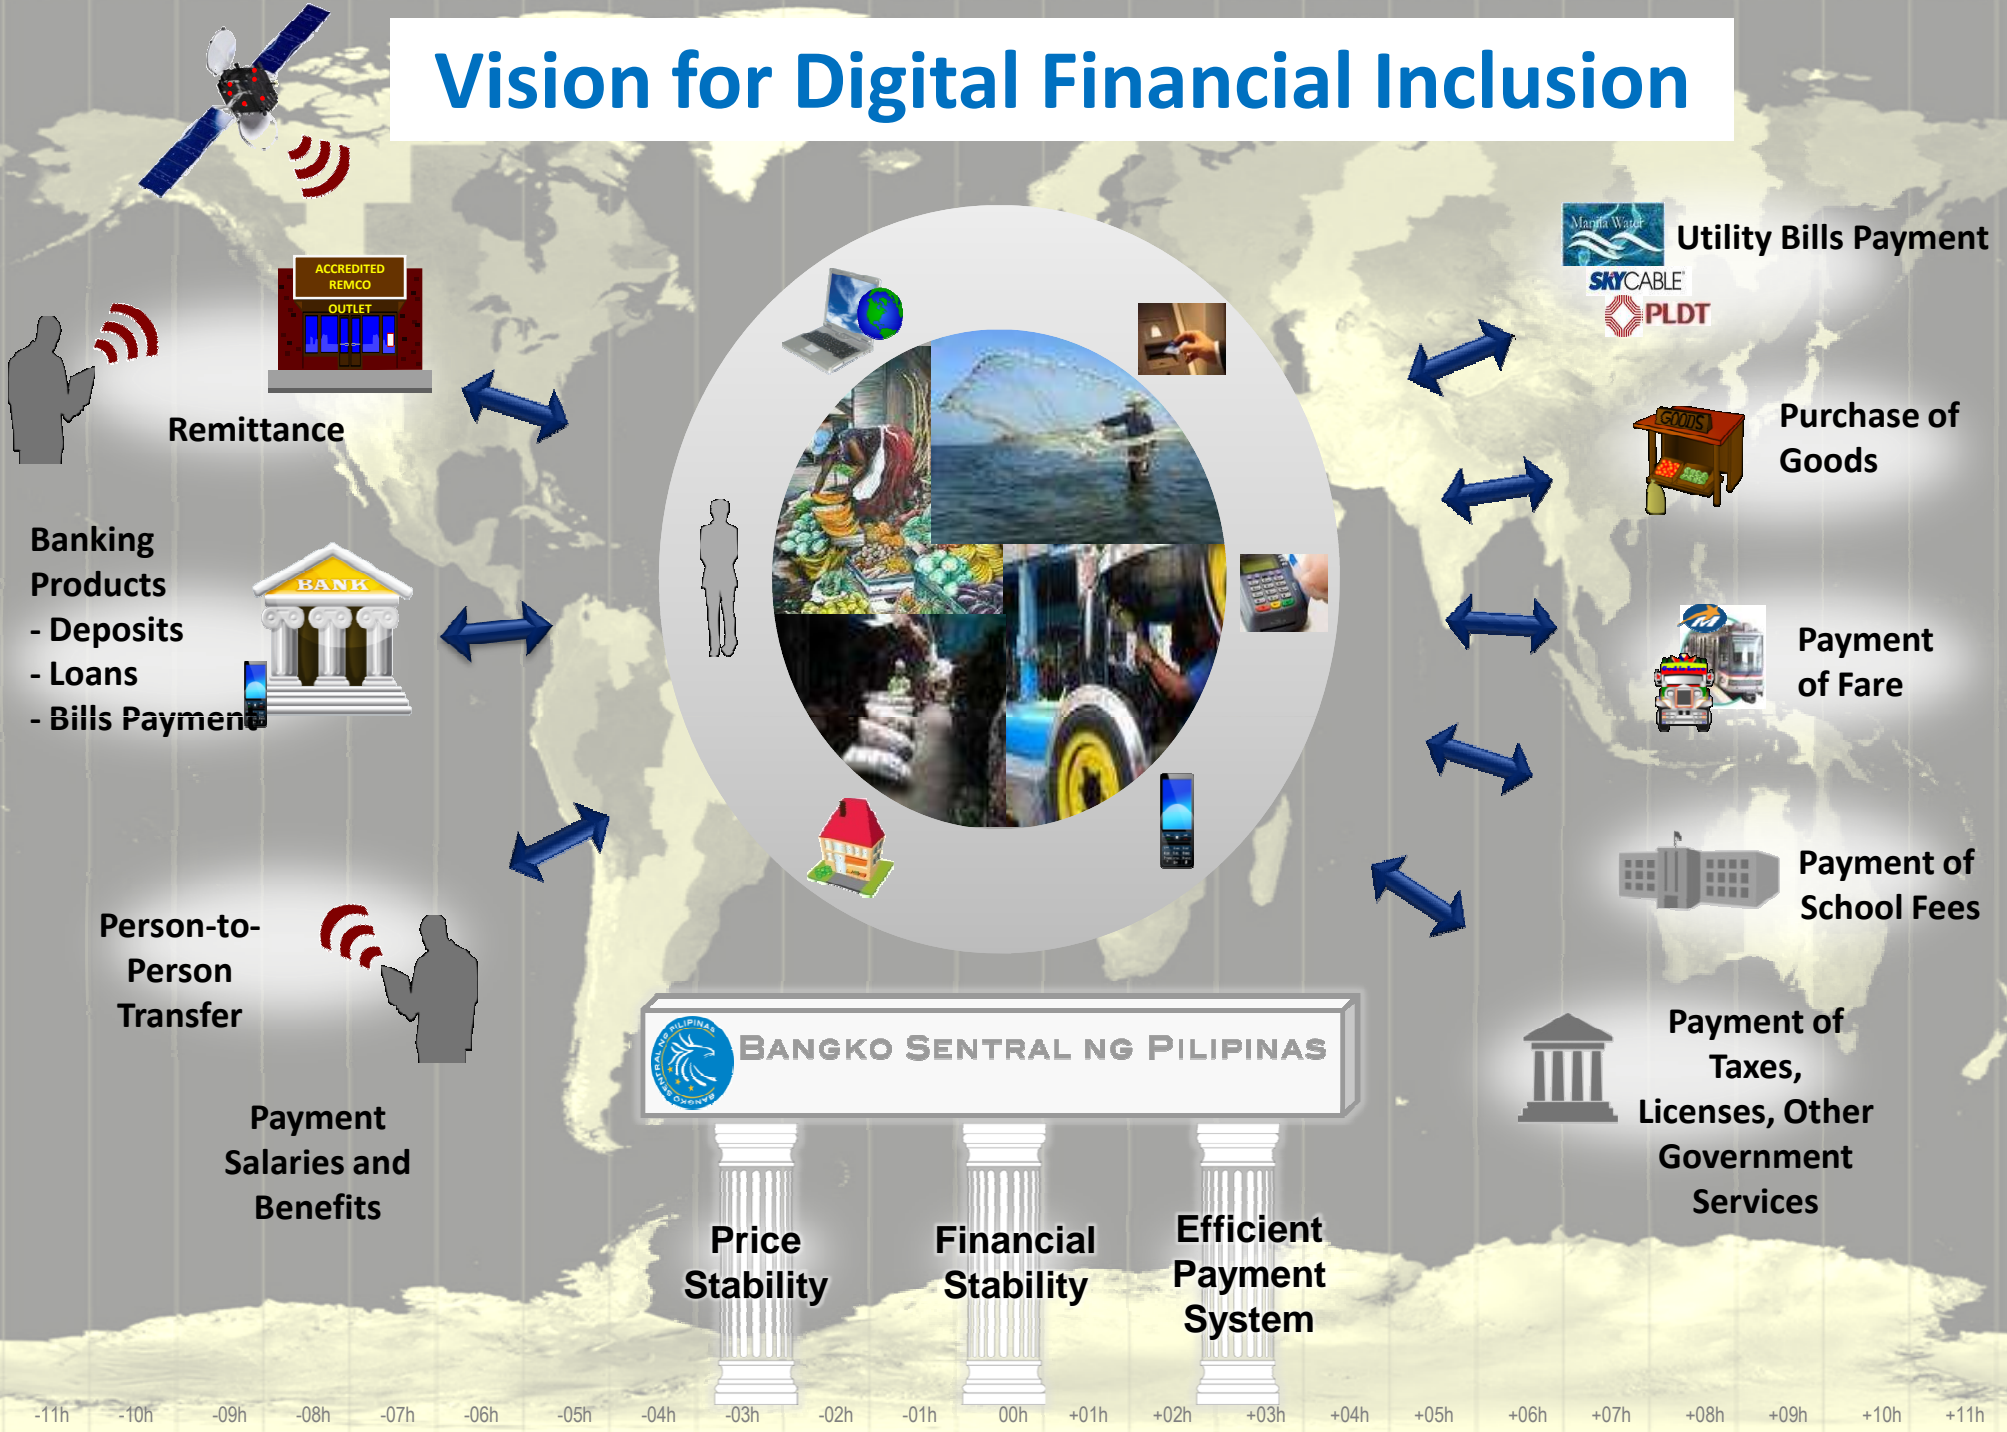 Vision for Digital Financial Inclusion
ACCREDITED
REMCO
OUTLET
Remittance
Banking
Products
- Deposits
- Loans
- Bills Payment
BANK
Person-to-
Person
Transfer
Payment
Salaries and
Benefits
Manila Water
Utility Bills Payment
SKYCABLE
PLDT
GOODS
Purchase of
Goods
M
Payment
of Fare
Payment of
School Fees
Payment of
Taxes,
Licenses, Other
Government
Services
BANGKO SENTRAL NG PILIPINAS
BANGKO SENTRAL NG PILIPINAS
Price
Stability
Financial
Stability
Efficient
Payment
System
-11h -10h -09h -08h -07h -06h -05h -04h -03h -02h -01h 00h +01h +02h +03h +04h +05h +06h +07h +08h +09h +10h +11h